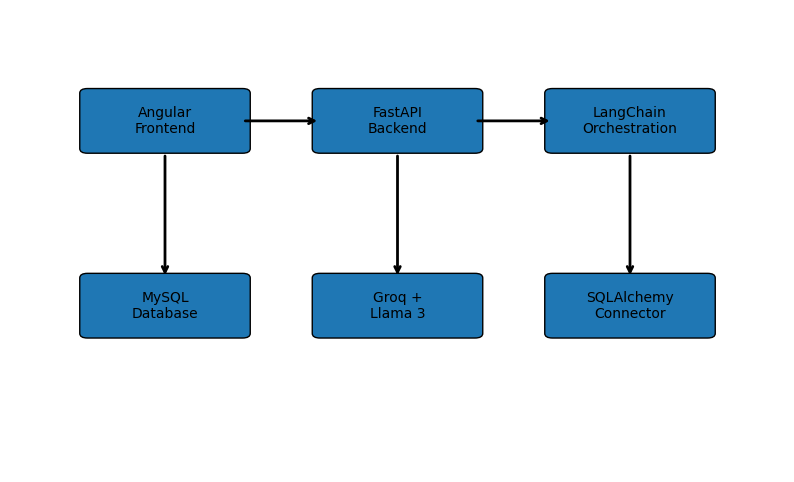 Angular
Frontend
FastAPI
Backend
LangChain
Orchestration
MySQL
Database
Groq +
Llama 3
SQLAlchemy
Connector